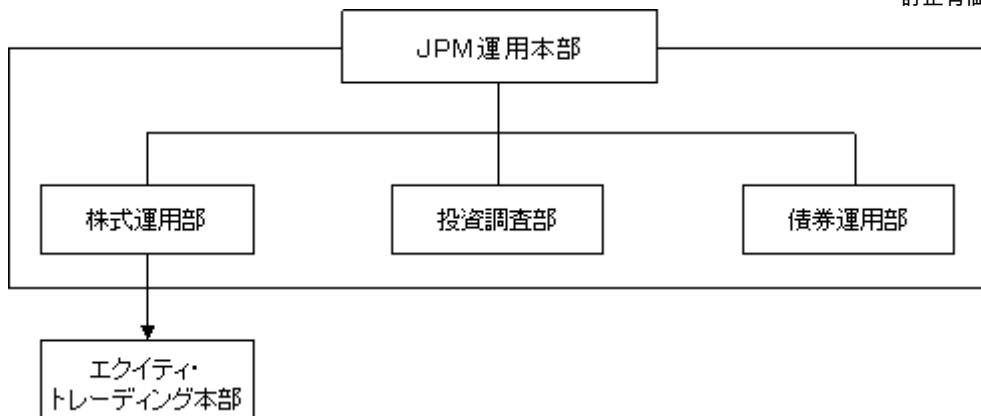 JPM運用本部
株式運用部
投資調査部
債券運用部
エクイティ・
トレーディング本部